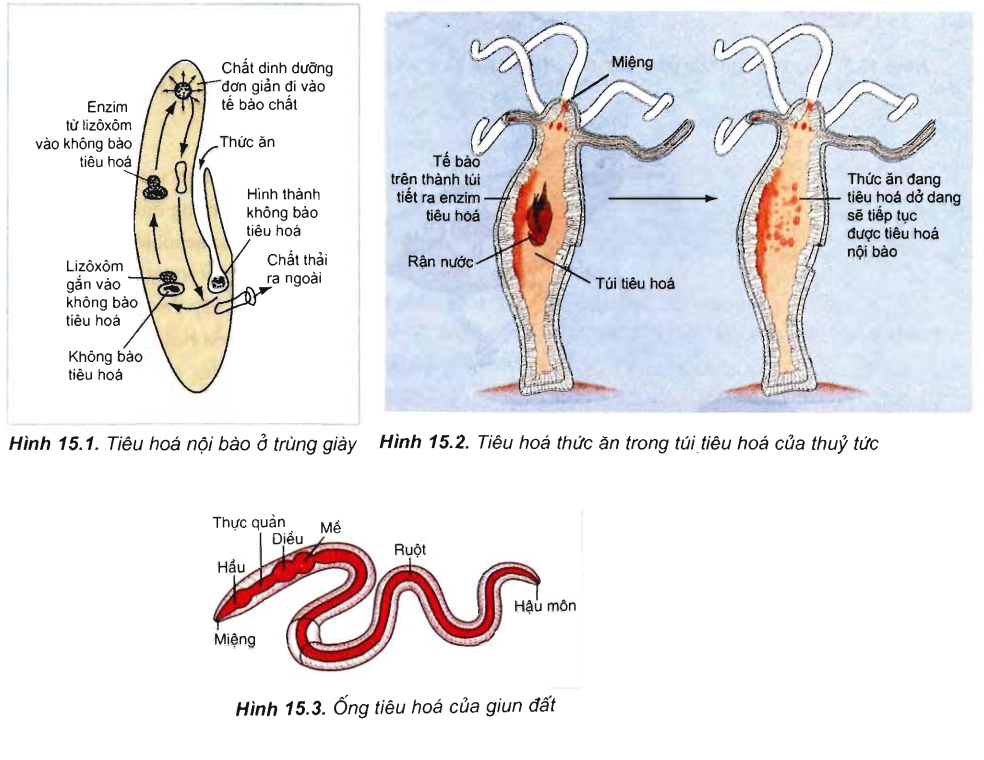 Chất dinh dưỡng
đơn giản đi vào
tế bào chất
Enzim
từ lizôxôm
vào không bào
tiêu hoá
Thức ăn
Hình thành
không bào
tiêu hóa
Chất thải
ra ngoài
Lizôxôm
gắn vào
không bào
tiêu hoá
Không bào
tiêu hoá
Hình 15.1. Tiêu hoá nội bào ở trùng giày
Miệng
Tế bào
trên thành túi
tiết ra enzim
tiêu hóá
Rận nước
Túi tiêu hoá
Thức ăn đang
tiêu hoá dở dang
sẽ tiếp tục
được tiêu hoá
nội bào
Hình 15.2. Tiêu hoá thức ăn trong túi tiêu hoá của thuỷ tức
Thực quản
Diều
Mề
Hầu
Ruột
Miệng
Hậu môn
Hình 15.3. Ống tiêu hoá của giun đất